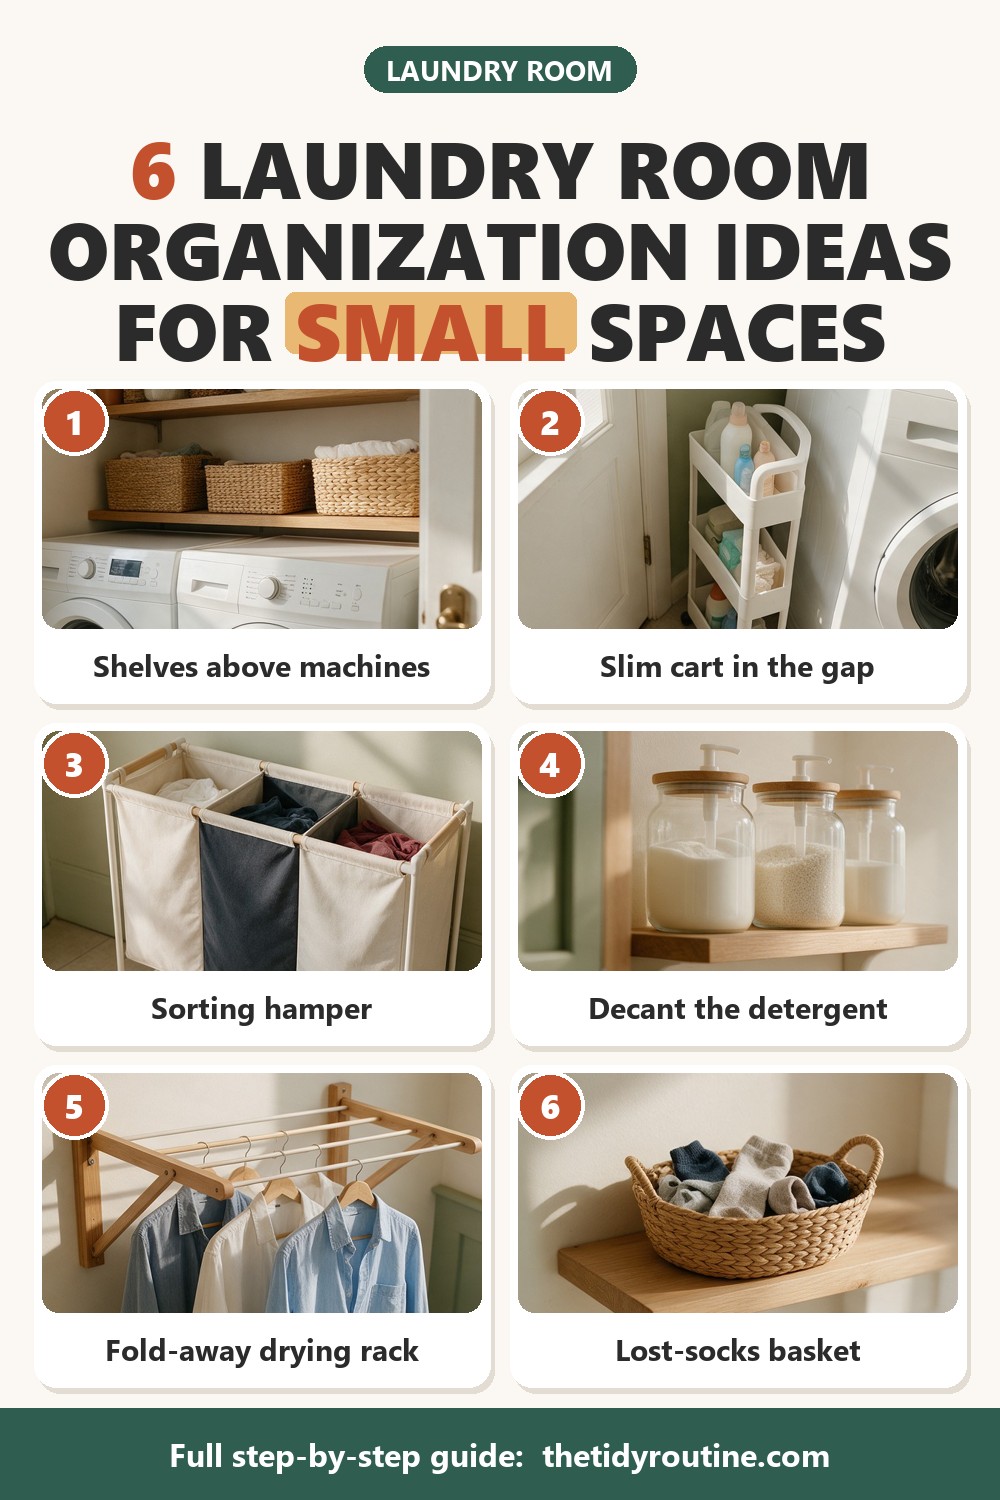 LAUNDRY ROOM
6 LAUNDRY ROOM
ORGANIZATION IDEAS
FOR SMALL SPACES
1
2
Shelves above machines
Slim cart in the gap
3
4
Sorting hamper
Decant the detergent
5
6
Fold-away drying rack
Lost-socks basket
Full step-by-step guide: thetidyroutine.com